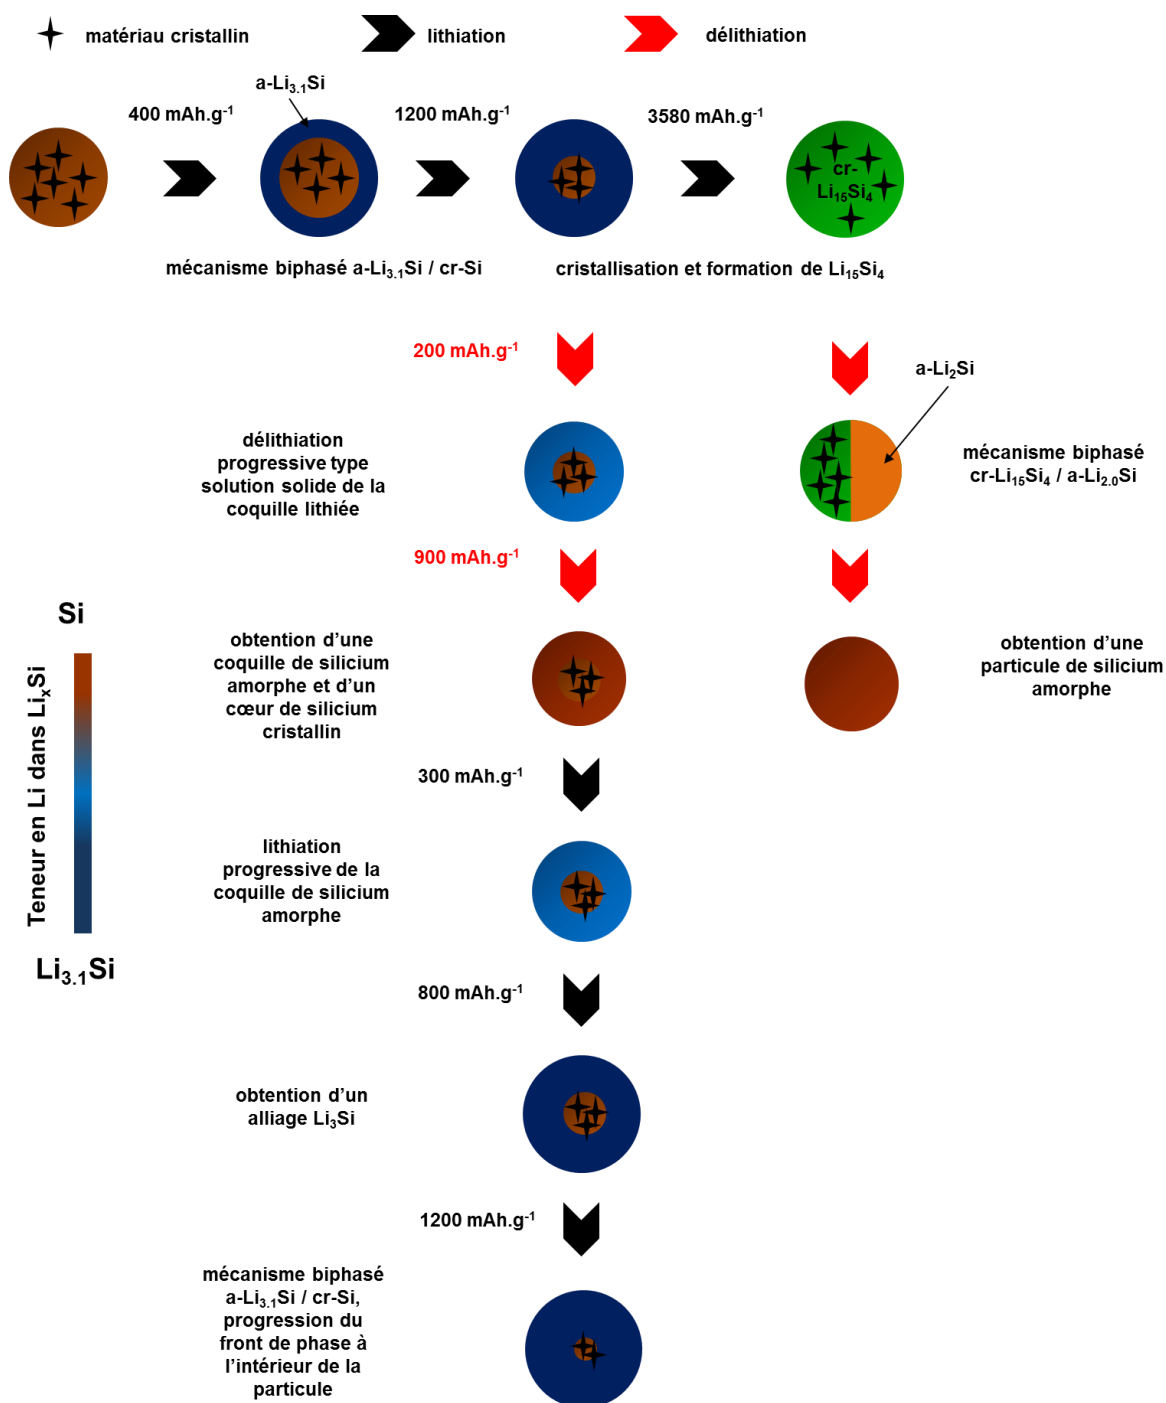 matériau cristallin
lithiation
délithiation
a-Li₃.₁Si
400 mAh.g⁻¹
1200 mAh.g⁻¹
3580 mAh.g⁻¹
cr-
Li₁₅Si₄
mécanisme biphasé a-Li₃.₁Si / cr-Si
cristallisation et formation de Li₁₅Si₄
200 mAh.g⁻¹
a-Li₂Si
délithiation
progressive type
solution solide de la
coquille lithiée
mécanisme biphasé
cr-Li₁₅Si₄ / a-Li₂.₀Si
900 mAh.g⁻¹
Si
Teneur en Li dans LiₓSi
Li₃.₁Si
obtention d’une
coquille de silicium
amorphe et d’un
cœur de silicium
cristallin
obtention d’une
particule de silicium
amorphe
300 mAh.g⁻¹
lithiation
progressive de la
coquille de silicium
amorphe
800 mAh.g⁻¹
obtention d’un
alliage Li₃Si
1200 mAh.g⁻¹
mécanisme biphasé
a-Li₃.₁Si / cr-Si,
progression du
front de phase à
l’intérieur de la
particule